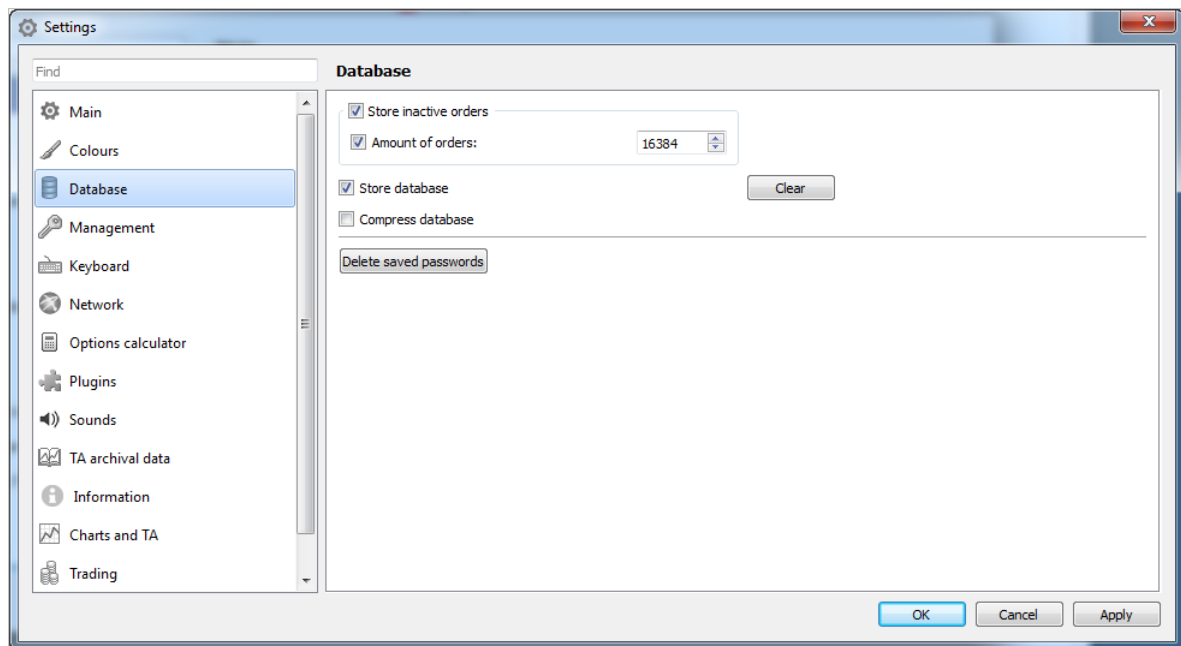 Settings
X
Find
Main
Colours
Database
Management
Keyboard
Network
Options calculator
Plugins
Sounds
TA archival data
Information
Charts and TA
Trading
Database
Store inactive orders
Amount of orders: 16384
Store database Clear
Compress database
Delete saved passwords
OK Cancel Apply